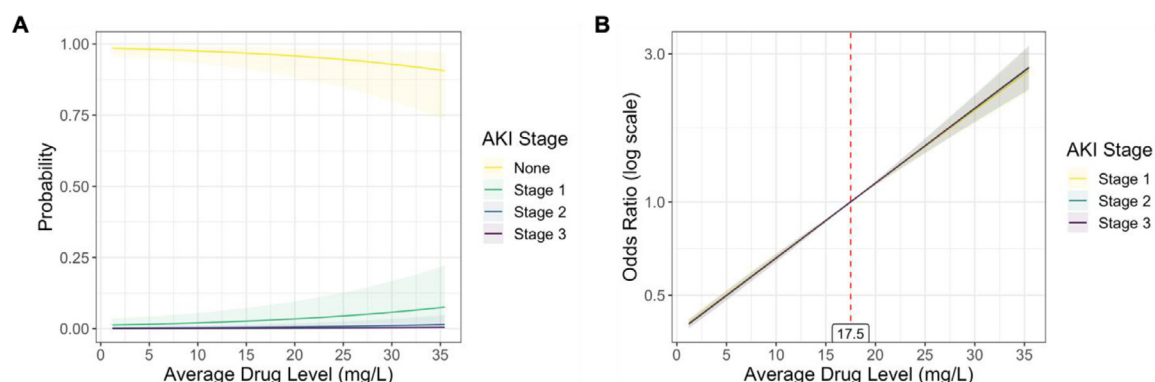 A
1.00
0.75
0.50
0.25
0.00
Probability
0 5 10 15 20 25 30 35
Average Drug Level (mg/L)
AKI Stage
None
Stage 1
Stage 2
Stage 3
B
3.0
1.0
0.5
Odds Ratio (log scale)
17.5
0 5 10 15 20 25 30 35
Average Drug Level (mg/L)
AKI Stage
Stage 1
Stage 2
Stage 3